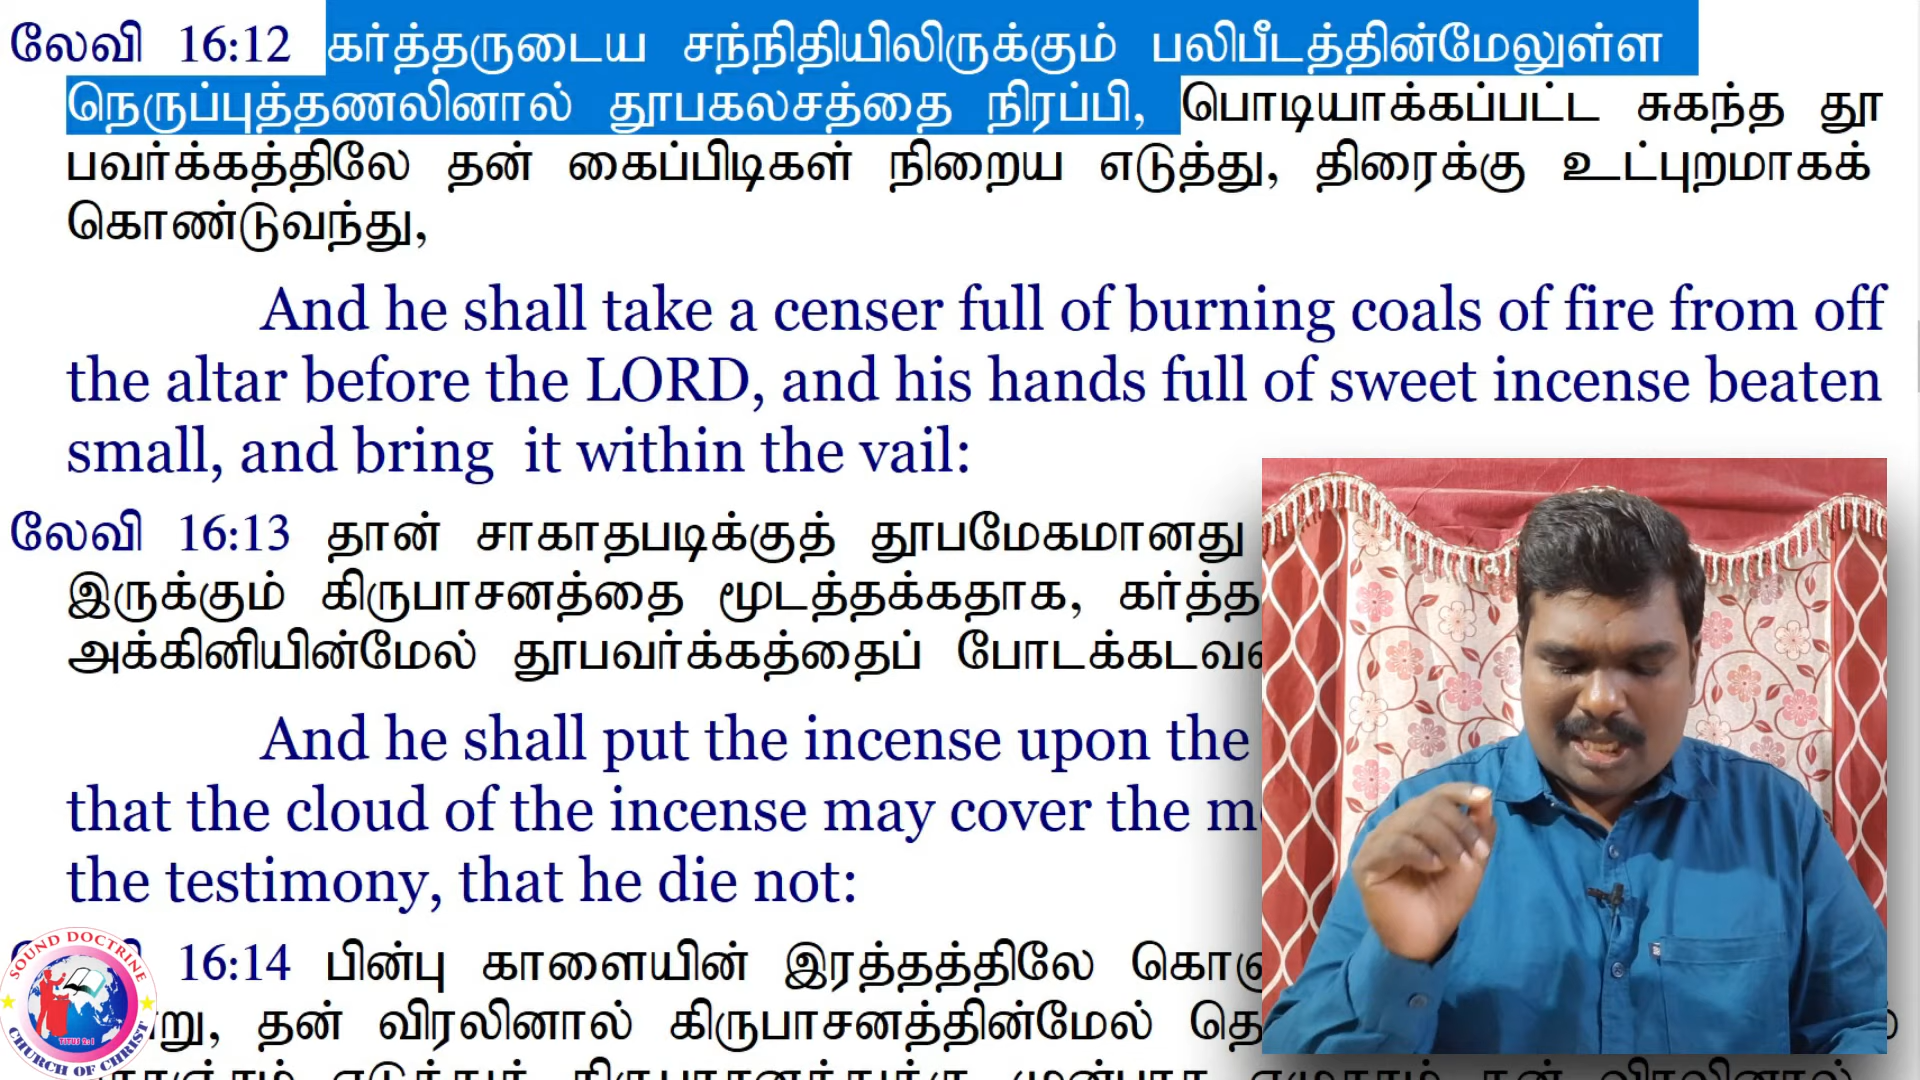 லேவி 16:12 கர்த்தருடைய சந்நிதியிலிருக்கும் பலிபீடத்தின்மேலுள்ள
நெருப்புத்தணலினால் தூபகலசத்தை நிரப்பி, பொடியாக்கப்பட்ட சுகந்த தூ
பவர்க்கத்திலே தன் கைப்பிடிகள் நிறைய எடுத்து, திரைக்கு உட்புறமாகக்
கொண்டுவந்து,
And he shall take a censer full of burning coals of fire from off
the altar before the LORD, and his hands full of sweet incense beaten
small, and bring it within the vail:
லேவி 16:13 தான் சாகாதபடிக்குத் தூபமேகமானது
இருக்கும் கிருபாசனத்தை மூடத்தக்கதாக,
அக்கினியின்மேல் தூபவர்க்கத்தைப்
And he shall put the incense upon the
that the cloud of the incense may cover the
the testimony, that he die not:
16:14 பின்பு காளையின் இரத்தத்திலே
தன் விரலினால் கிருபாசனத்தின்மேல்
SOUND DOCTRINE
TITUS 2:1
CHURCH OF CHRIST